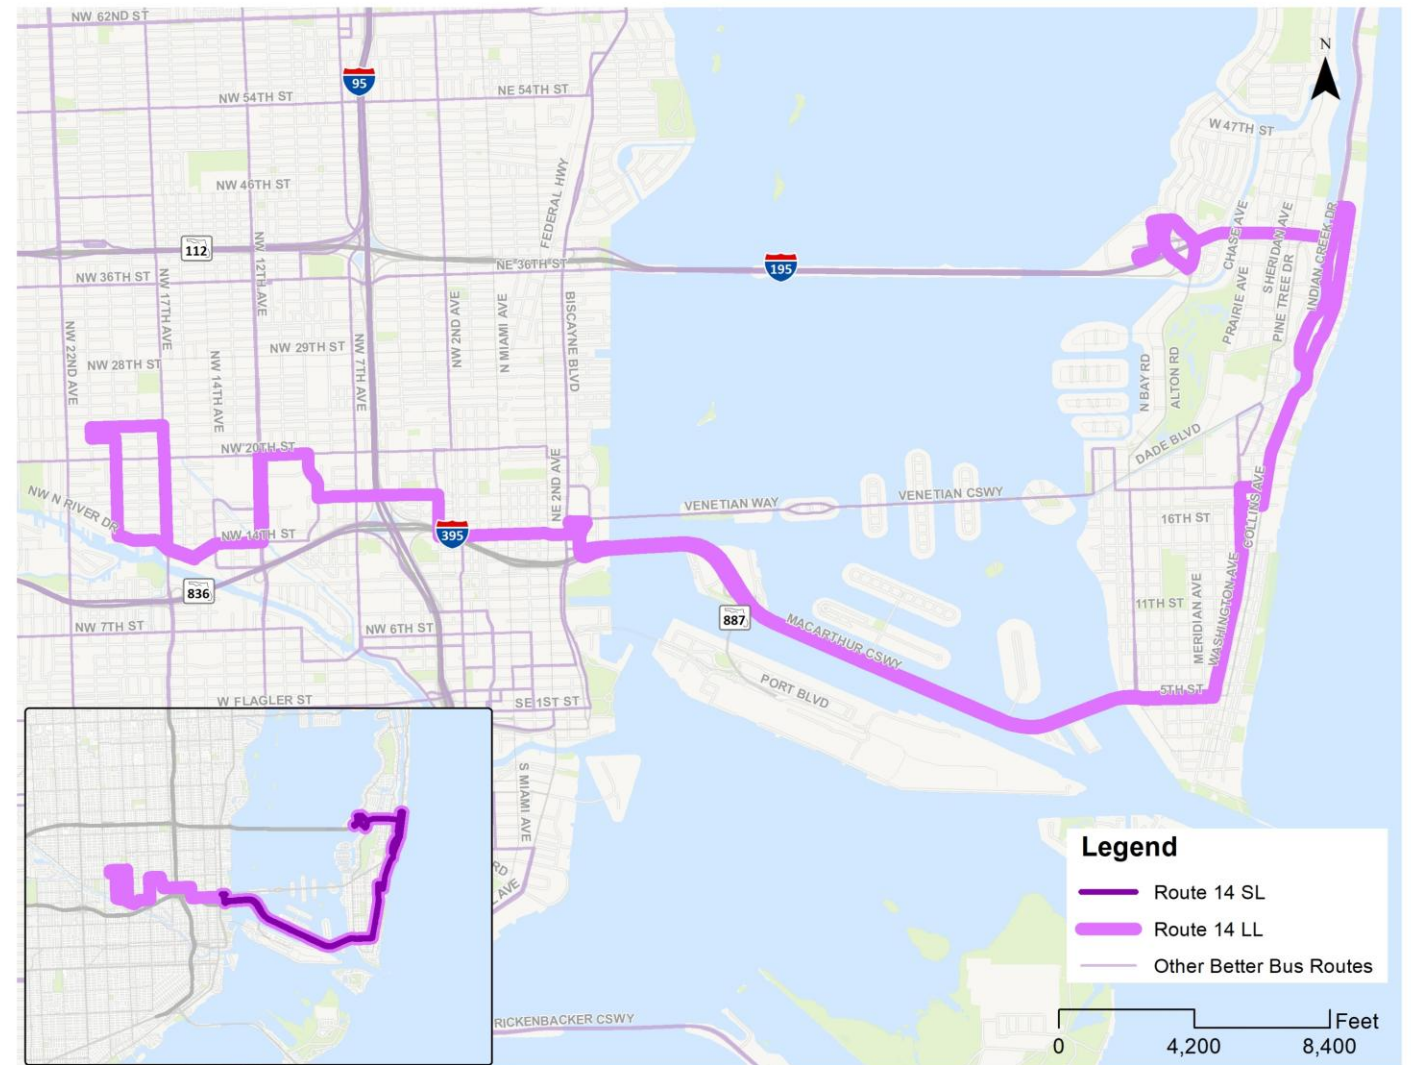 NW 62ND ST
95
NW 54TH ST
NE 54TH ST
N
W 47TH ST
NW 46TH ST
FEDERAL HWY
CHASE AVE
SHERIDAN AVE
INDIAN CREEK DR
112
NW 12TH AVE
NE 36TH ST
195
NW 36TH ST
NW 17TH AVE
PRAIRIE AVE
PINE TREE DR
NW 22ND AVE
NW 14TH AVE
NW 29TH ST
NW 7TH AVE
NW 2ND AVE
N MIAMI AVE
BISCAYNE BLVD
NW 28TH ST
N BAY RD
ALTON RD
NW 20TH ST
DADE BLVD
NE 2ND AVE
NW N RIVER DR
VENETIAN WAY
VENETIAN CSWY
COLLINS AVE
16TH ST
NW 14TH ST
395
836
887
MERIDIAN AVE
WASHINGTON AVE
11TH ST
NW 7TH ST
NW 6TH ST
MACARTHUR CSWY
PORT BLVD
5TH ST
W FLAGLER ST
SE 1ST ST
S MIAMI AVE
RD
AVE
RICKENBACKER CSWY
Legend
Route 14 SL
Route 14 LL
Other Better Bus Routes
Feet
0
4,200
8,400